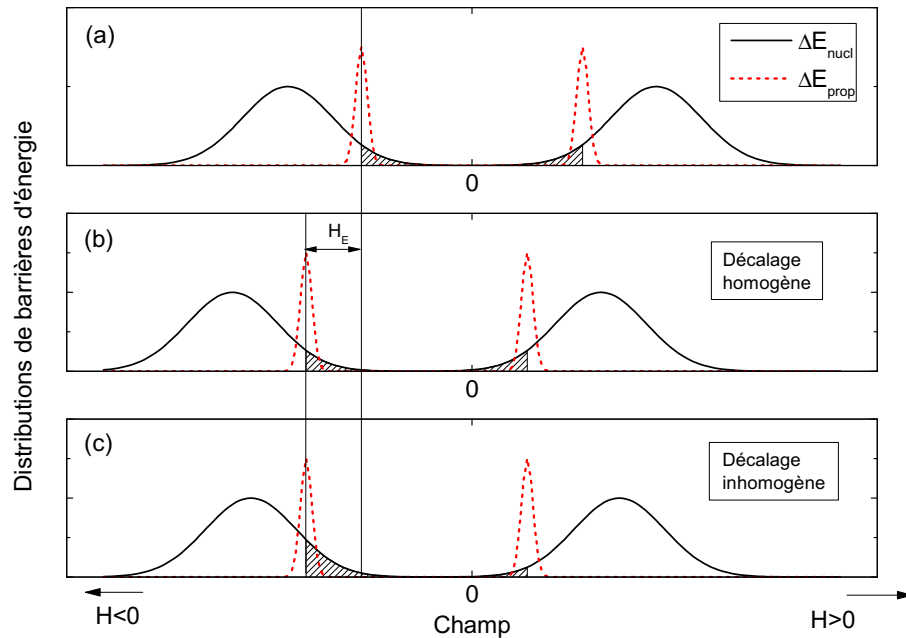 (a)
ΔE_nucl
ΔE_prop
0
(b)
H_E
Décalage
homogène
0
(c)
Décalage
inhomogène
0
H<0
Champ
H>0
Distributions de barrières d'énergie